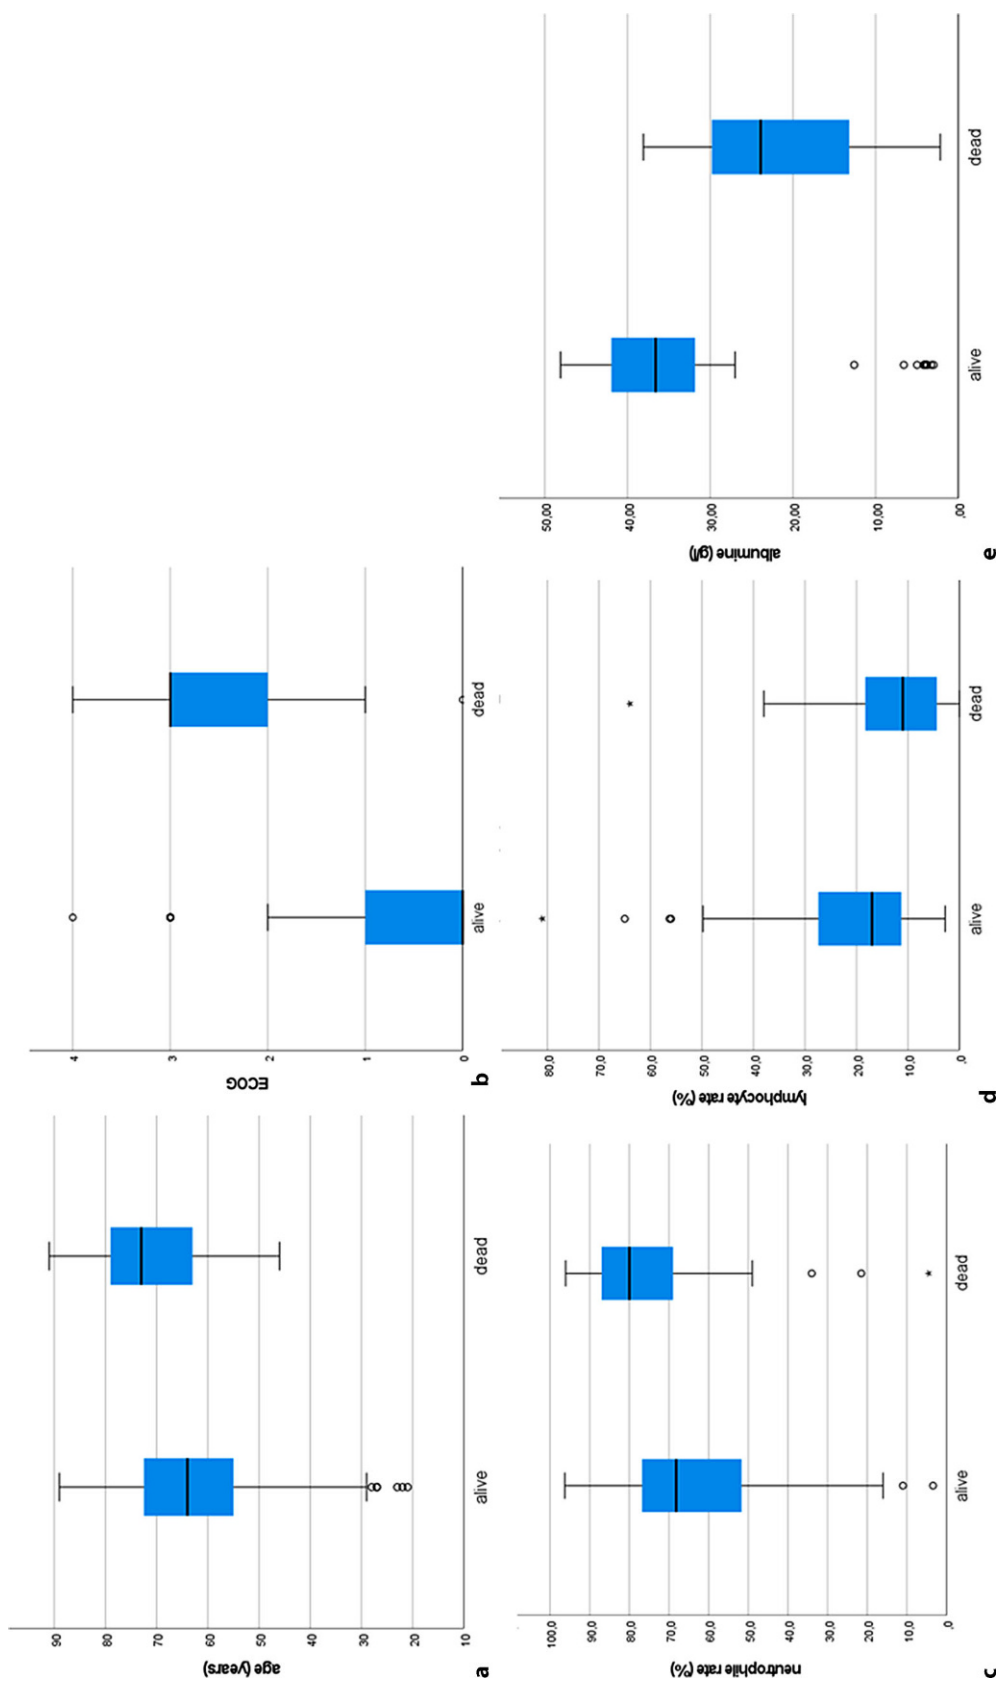 90
80
70
60
50
40
30
20
10
age (years)
alive
dead
a
4
3
2
1
0
ECOG
alive
dead
b
100,0
90,0
80,0
70,0
60,0
50,0
40,0
30,0
20,0
10,0
,0
neutrophile rate (%)
alive
dead
c
80,0
70,0
60,0
50,0
40,0
30,0
20,0
10,0
,0
lymphocyte rate (%)
alive
dead
d
50,00
40,00
30,00
20,00
10,00
,00
albumine (g/l)
alive
dead
e